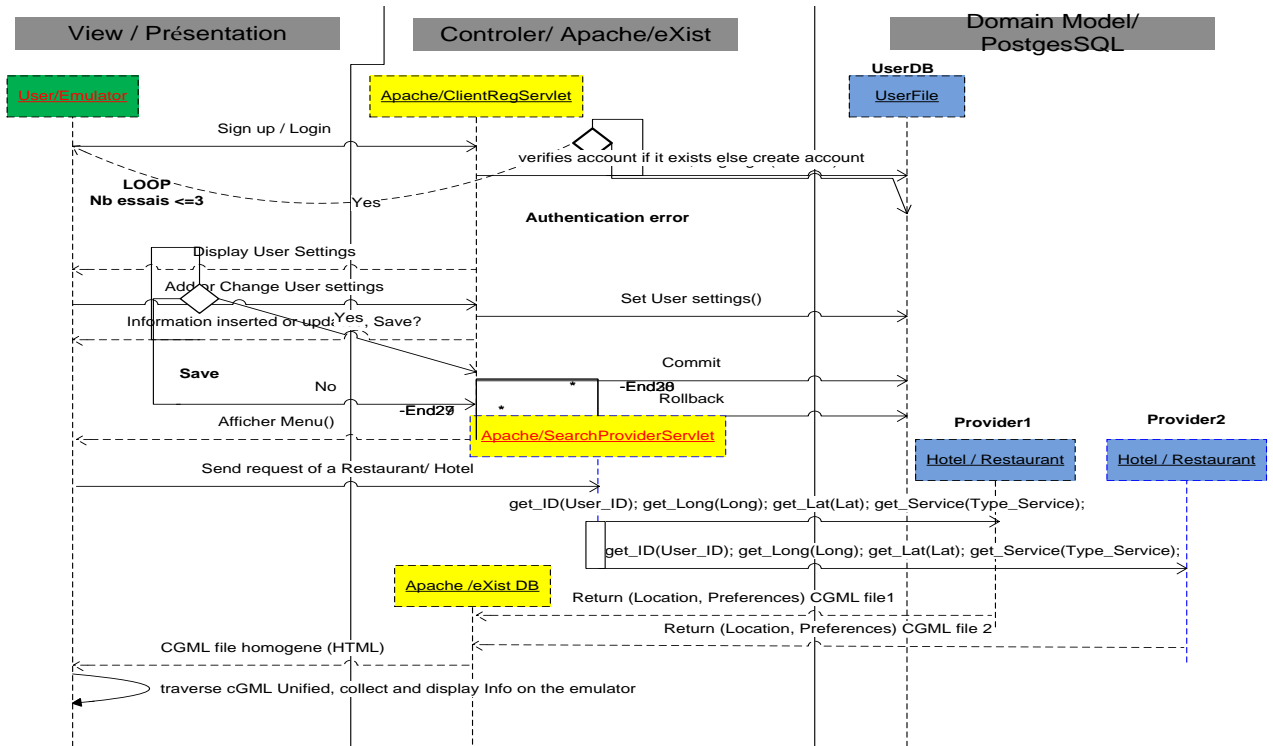 View / Présentation
Controler/ Apache/eXist
Domain Model/
PostgesSQL
UserDB
User/Emulator
Apache/ClientRegServlet
UserFile
Sign up / Login
verifies account if it exists else create account
LOOP
Nb essais <=3
Yes
Authentication error
Display User Settings
Add or Change User settings
Set User settings()
Information inserted or Yes, Save?
Commit
Save
No
* -End
Rollback
-End *
Afficher Menu()
Apache/SearchProviderServlet
Provider1
Provider2
Hotel / Restaurant
Hotel / Restaurant
Send request of a Restaurant/ Hotel
get_ID(User_ID); get_Long(Long); get_Lat(Lat); get_Service(Type_Service);
get_ID(User_ID); get_Long(Long); get_Lat(Lat); get_Service(Type_Service);
Apache /eXist DB
Return (Location, Preferences) CGML file1
Return (Location, Preferences) CGML file 2
CGML file homogene (HTML)
traverse cGML Unified, collect and display Info on the emulator